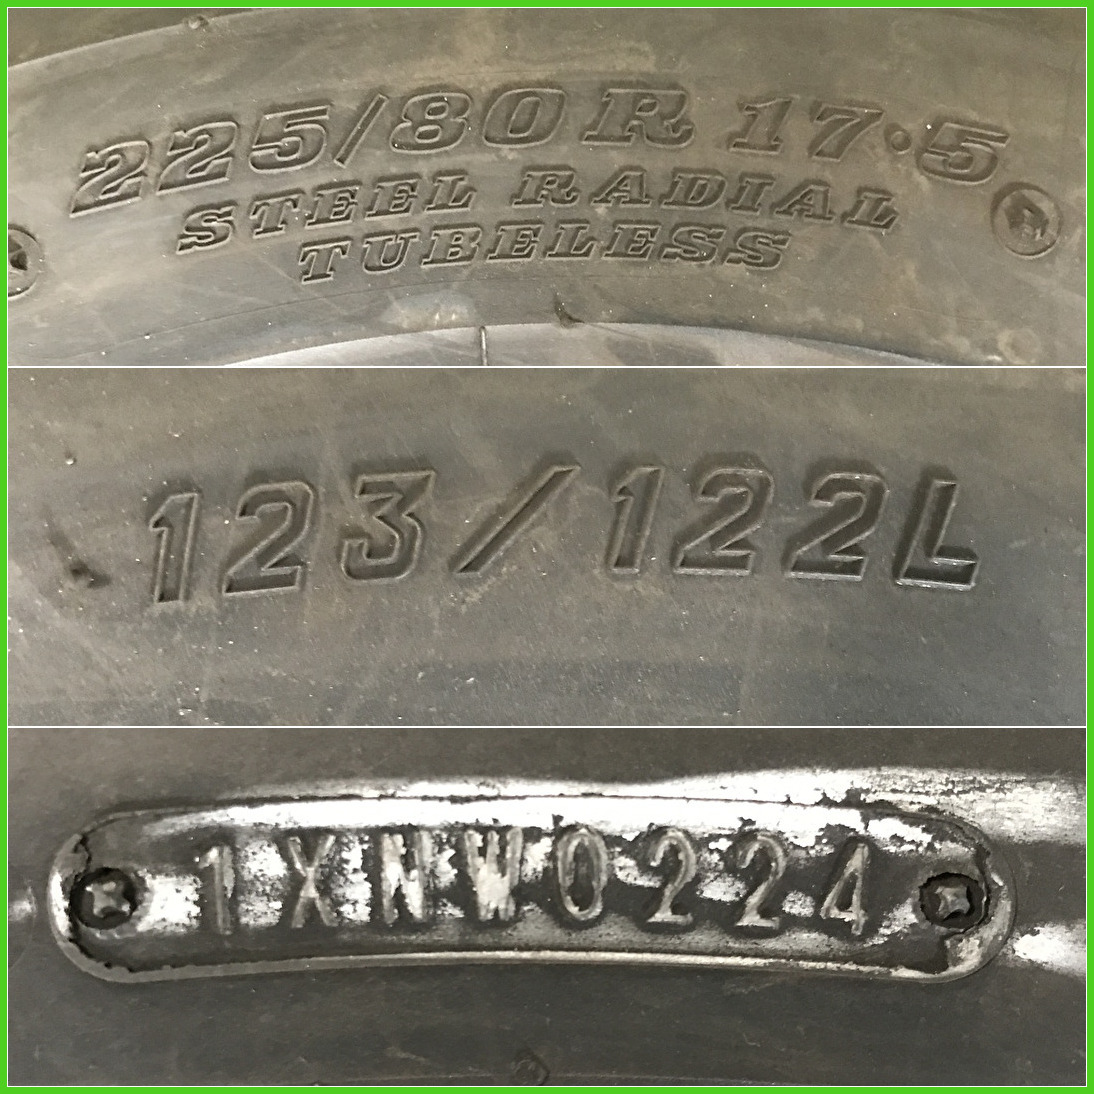 225/80R 17.5
STEEL RADIAL
TUBELESS
123/122L
1XNW0224